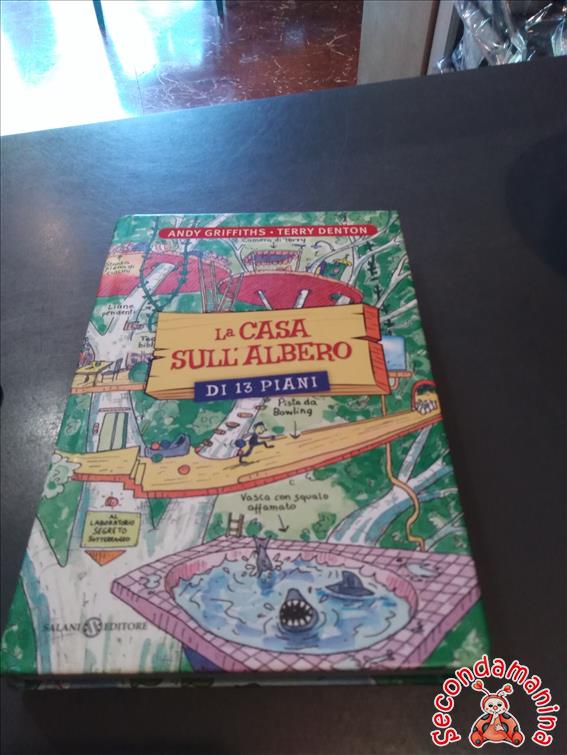 ANDY GRIFFITHS • TERRY DENTON
Camera di Terry
Liane
pendenti
LA CASA
SULL'ALBERO
DI 13 PIANI
Pista da
Bowling
Vasca con squalo
affamato
AL
LABORATORIO
SEGRETO
SOTTERRANEO
SALANI EDITORE
Secondamanina